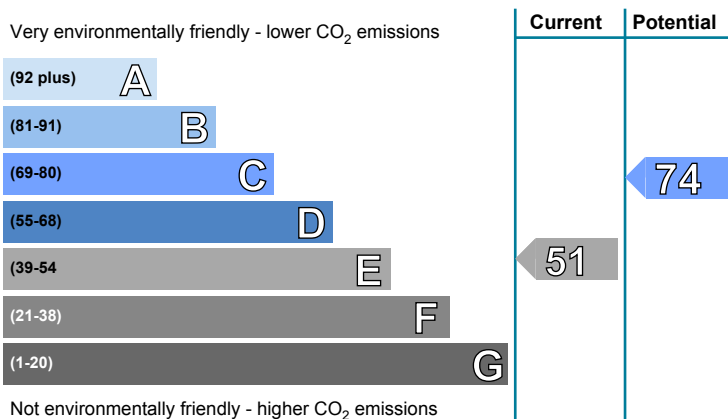 Current Potential
Very environmentally friendly - lower CO2 emissions
(92 plus) A
(81-91) B
(69-80) C
74
(55-68) D
(39-54 E
51
(21-38) F
(1-20) G
Not environmentally friendly - higher CO2 emissions